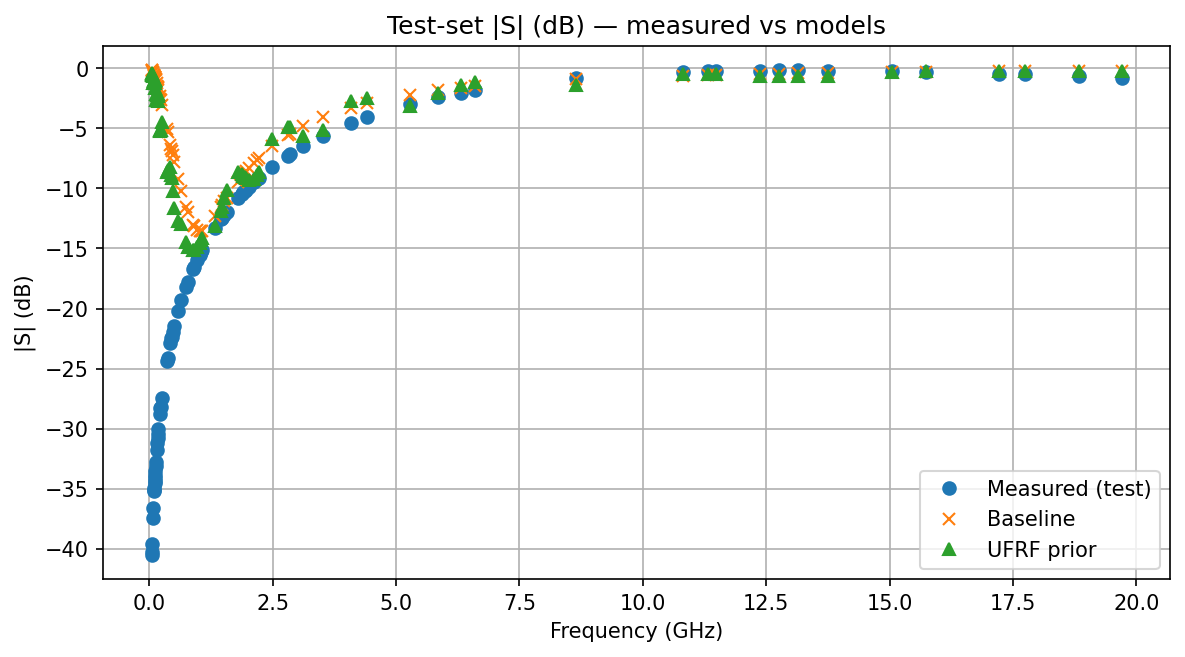 Test-set |S| (dB) — measured vs models
|S| (dB)
0
−5
−10
−15
−20
−25
−30
−35
−40
Measured (test)
Baseline
UFRF prior
0.0 2.5 5.0 7.5 10.0 12.5 15.0 17.5 20.0
Frequency (GHz)